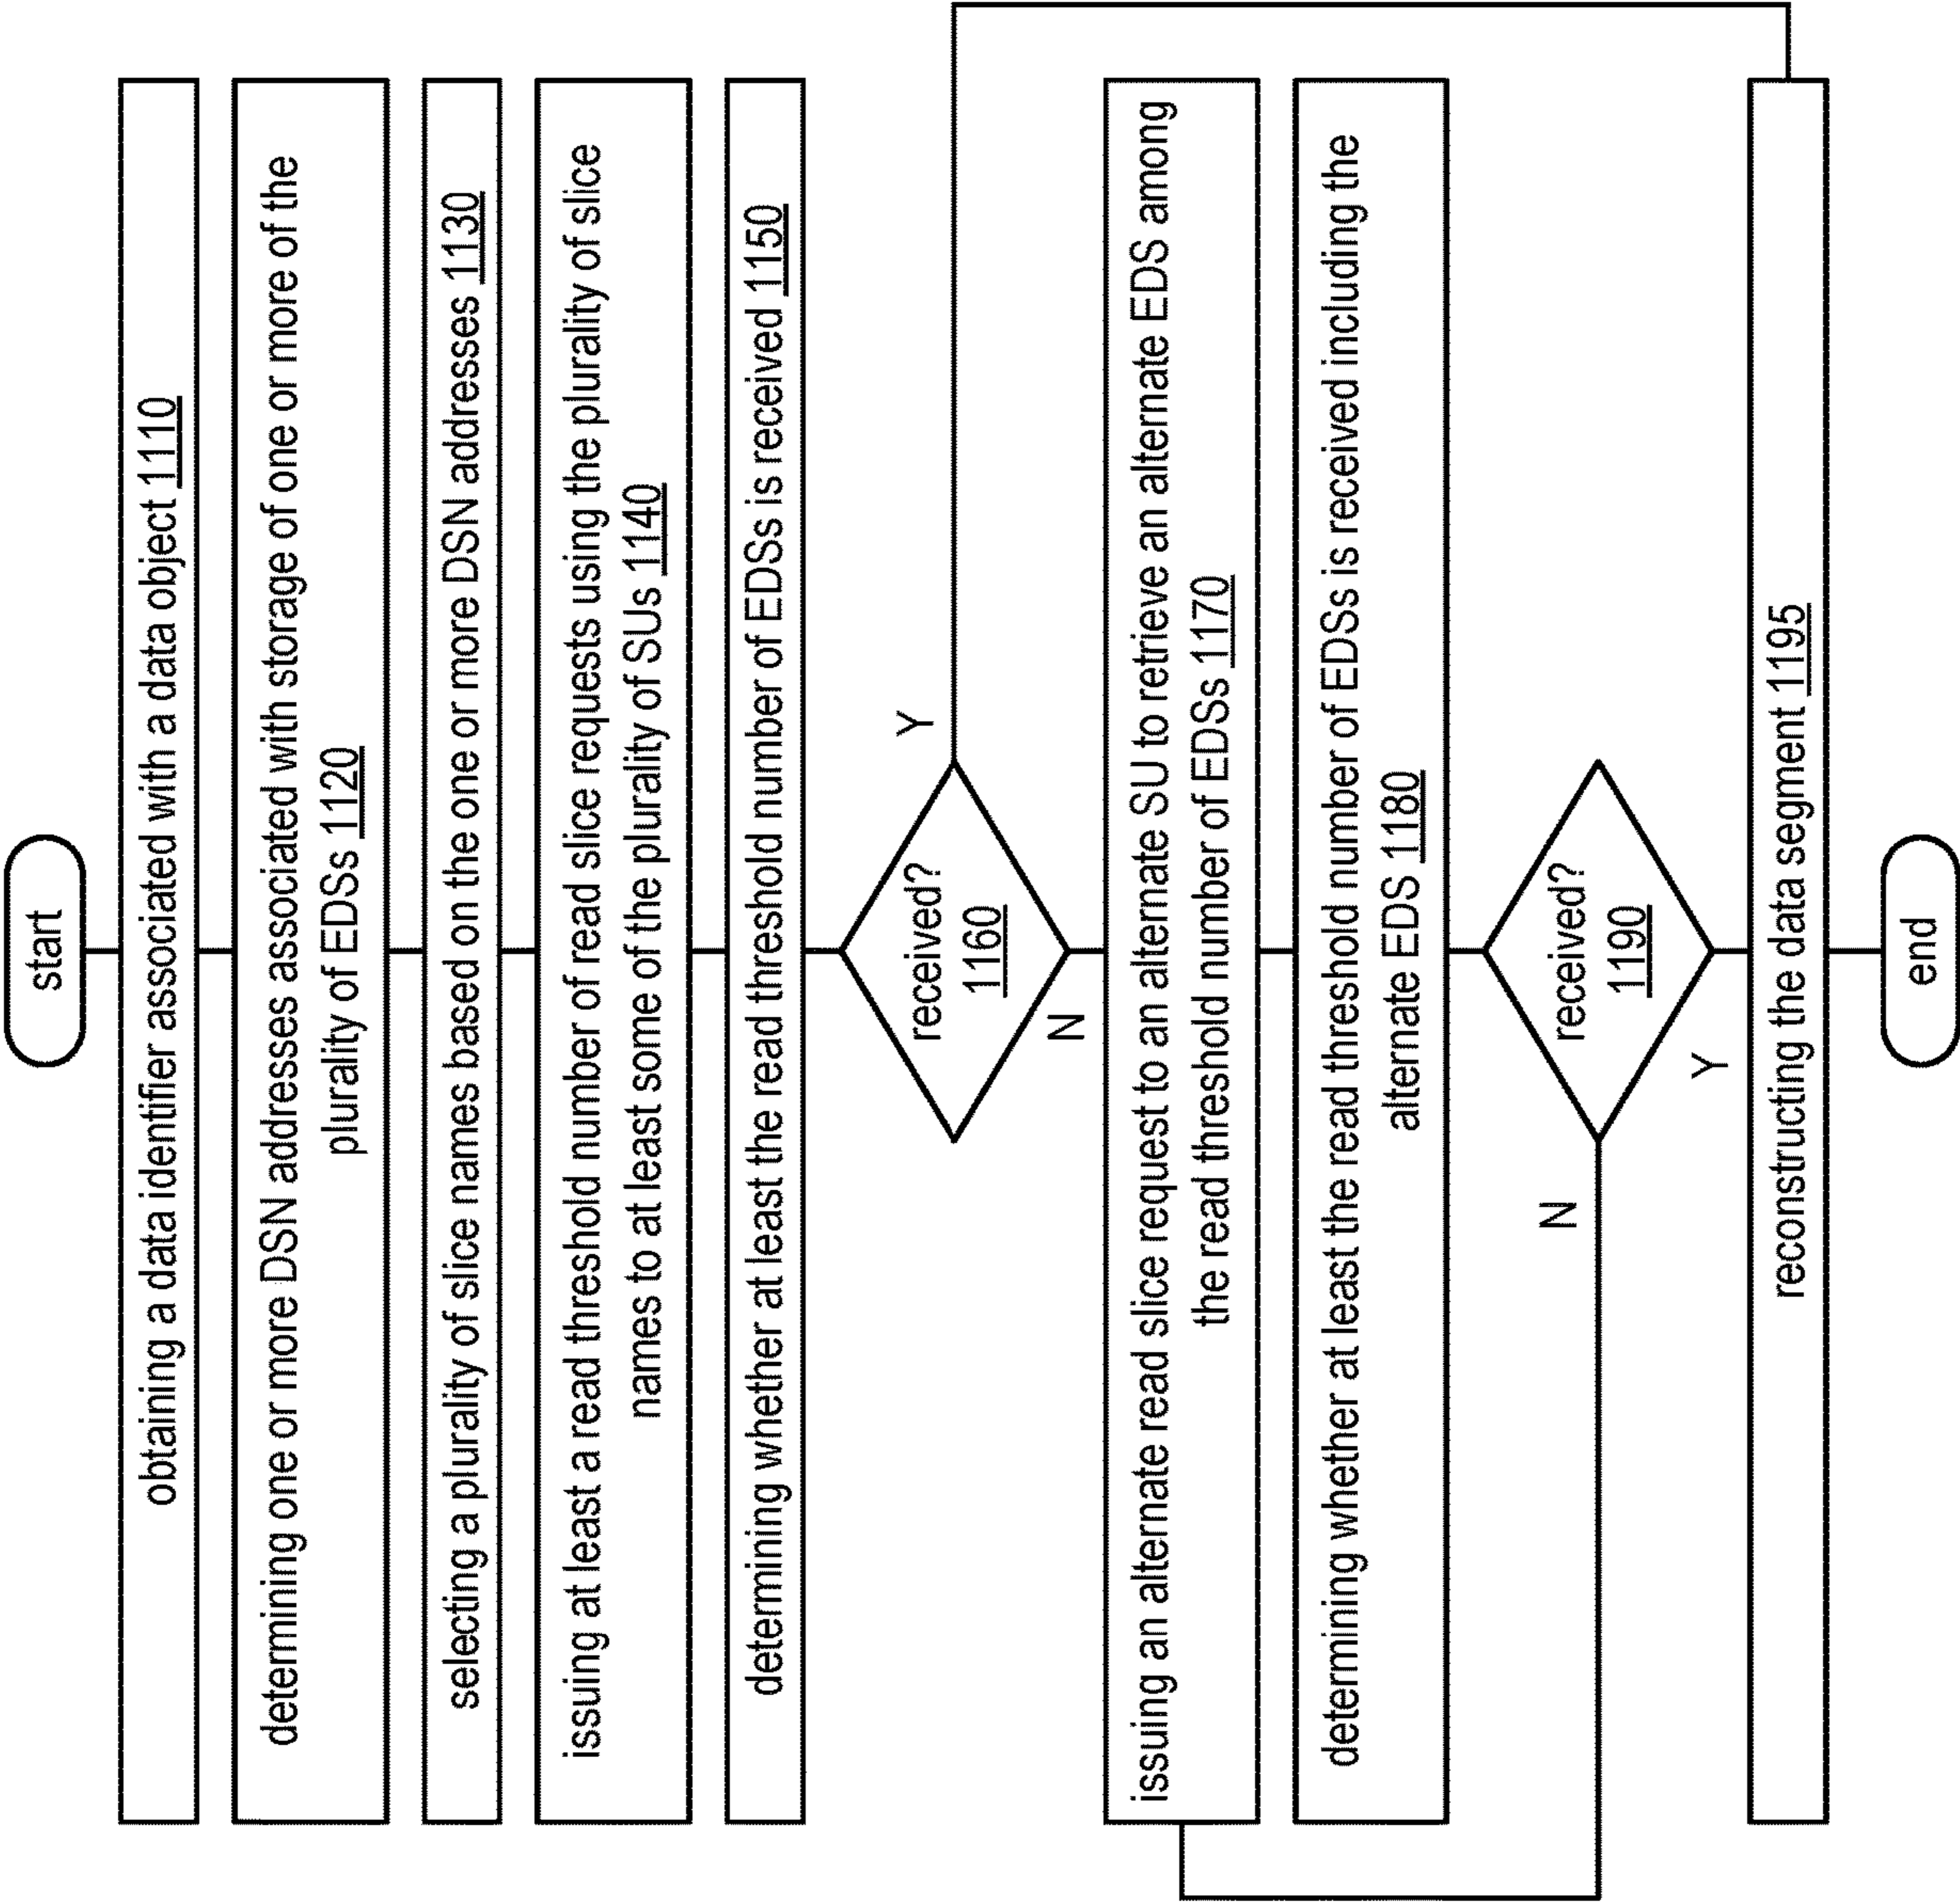 start
obtaining a data identifier associated with a data object 1110
determining one or more DSN addresses associated with storage of one or more of the
plurality of EDSs 1120
selecting a plurality of slice names based on the one or more DSN addresses 1130
issuing at least a read threshold number of read slice requests using the plurality of slice
names to at least some of the plurality of SUs 1140
determining whether at least the read threshold number of EDSs is received 1150
received?
1160
Y
N
issuing an alternate read slice request to an alternate SU to retrieve an alternate EDS among
the read threshold number of EDSs 1170
determining whether at least the read threshold number of EDSs is received including the
alternate EDS 1180
received?
1190
N
Y
reconstructing the data segment 1195
end